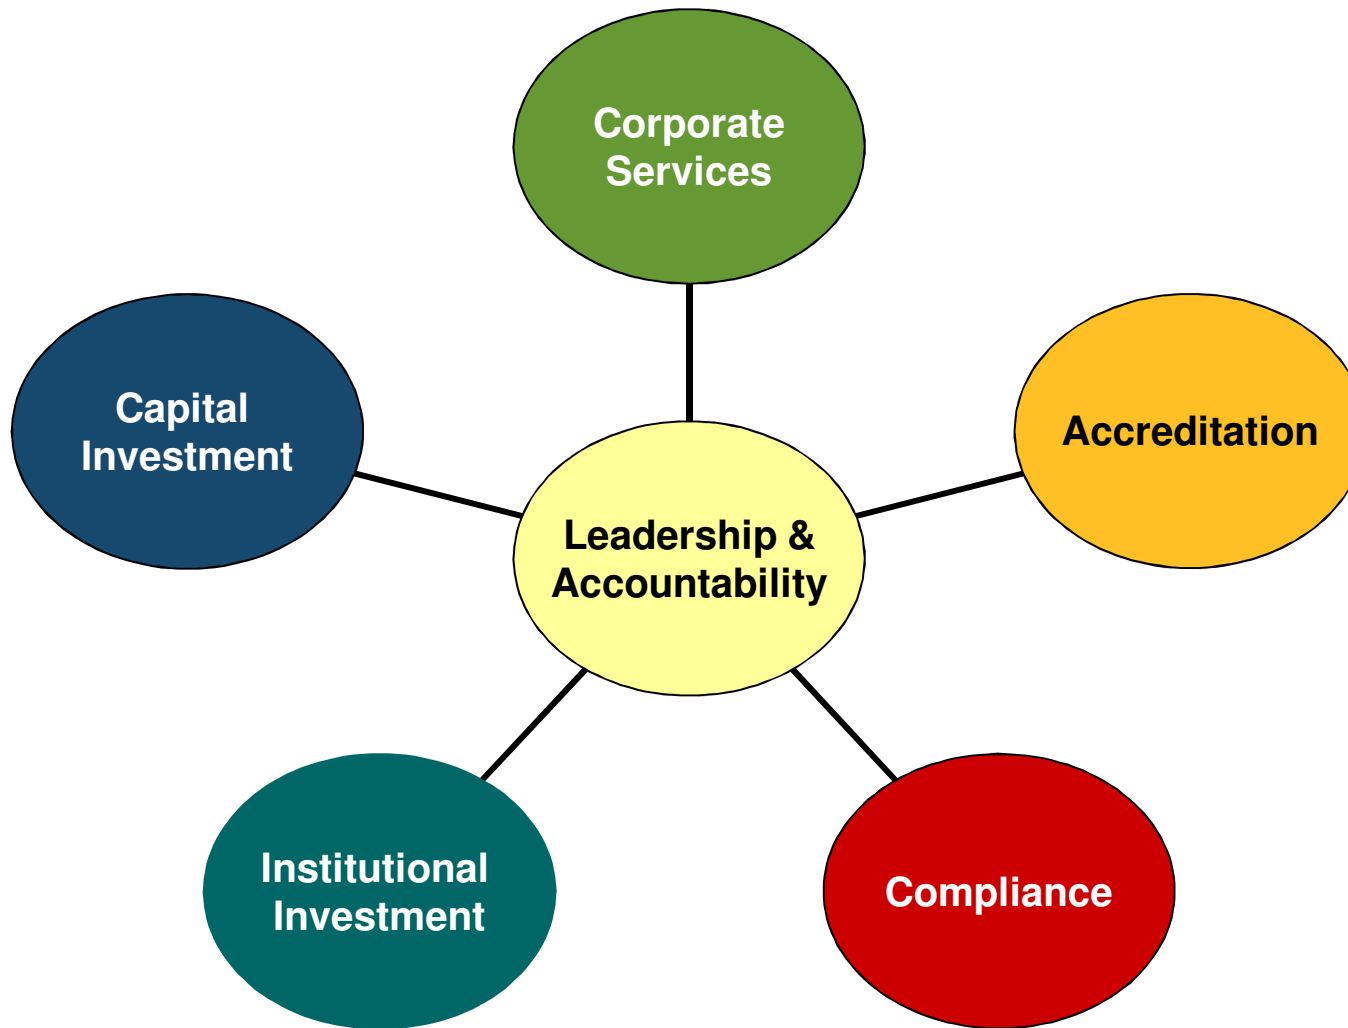 Corporate
Services
Capital
Investment
Accreditation
Leadership &
Accountability
Institutional
Investment
Compliance